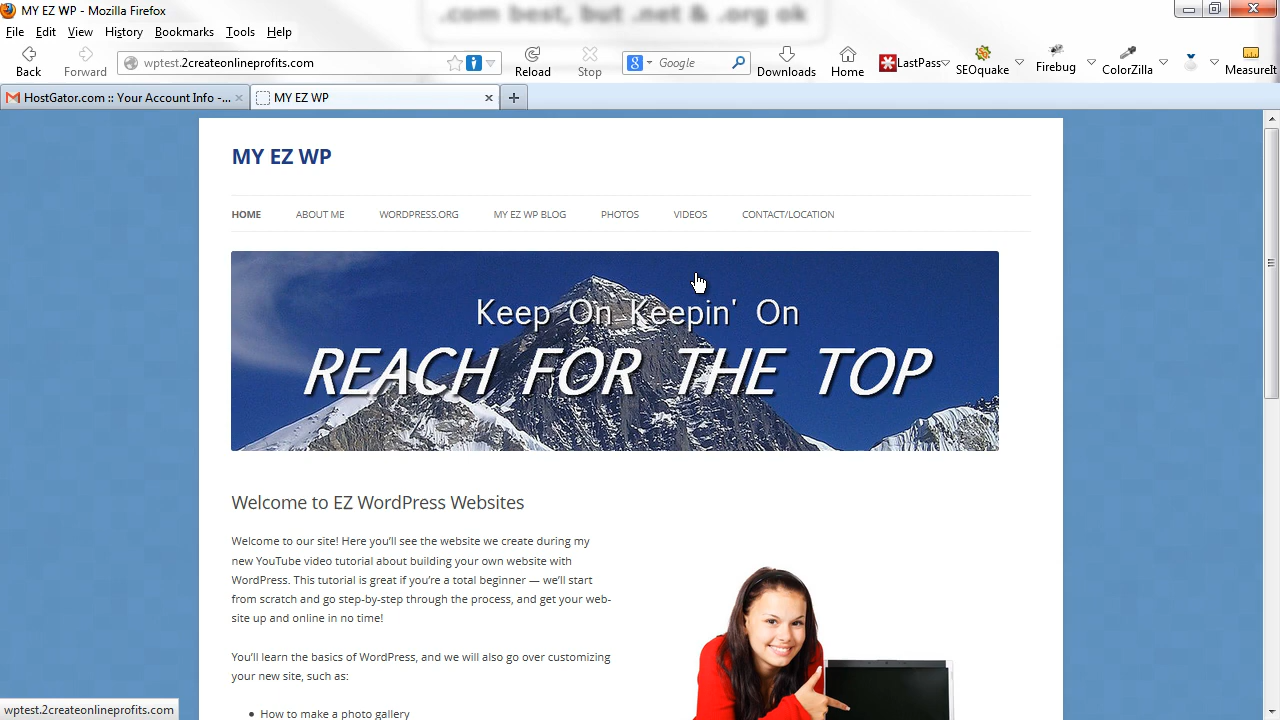 .com best, but .net & .org ok
MY EZ WP - Mozilla Firefox
File Edit View History Bookmarks Tools Help
Back Forward wptest.2createonlineprofits.com Reload Stop Google Downloads Home LastPass SEOquake Firebug ColorZilla MeasureIt
HostGator.com :: Your Account Info -... MY EZ WP
MY EZ WP
HOME ABOUT ME WORDPRESS.ORG MY EZ WP BLOG PHOTOS VIDEOS CONTACT/LOCATION
Keep On Keepin' On
REACH FOR THE TOP
Welcome to EZ WordPress Websites
Welcome to our site! Here you’ll see the website we create during my
new YouTube video tutorial about building your own website with
WordPress. This tutorial is great if you’re a total beginner — we’ll start
from scratch and go step-by-step through the process, and get your web-
site up and online in no time!
You’ll learn the basics of WordPress, and we will also go over customizing
your new site, such as:
• How to make a photo gallery
wptest.2createonlineprofits.com